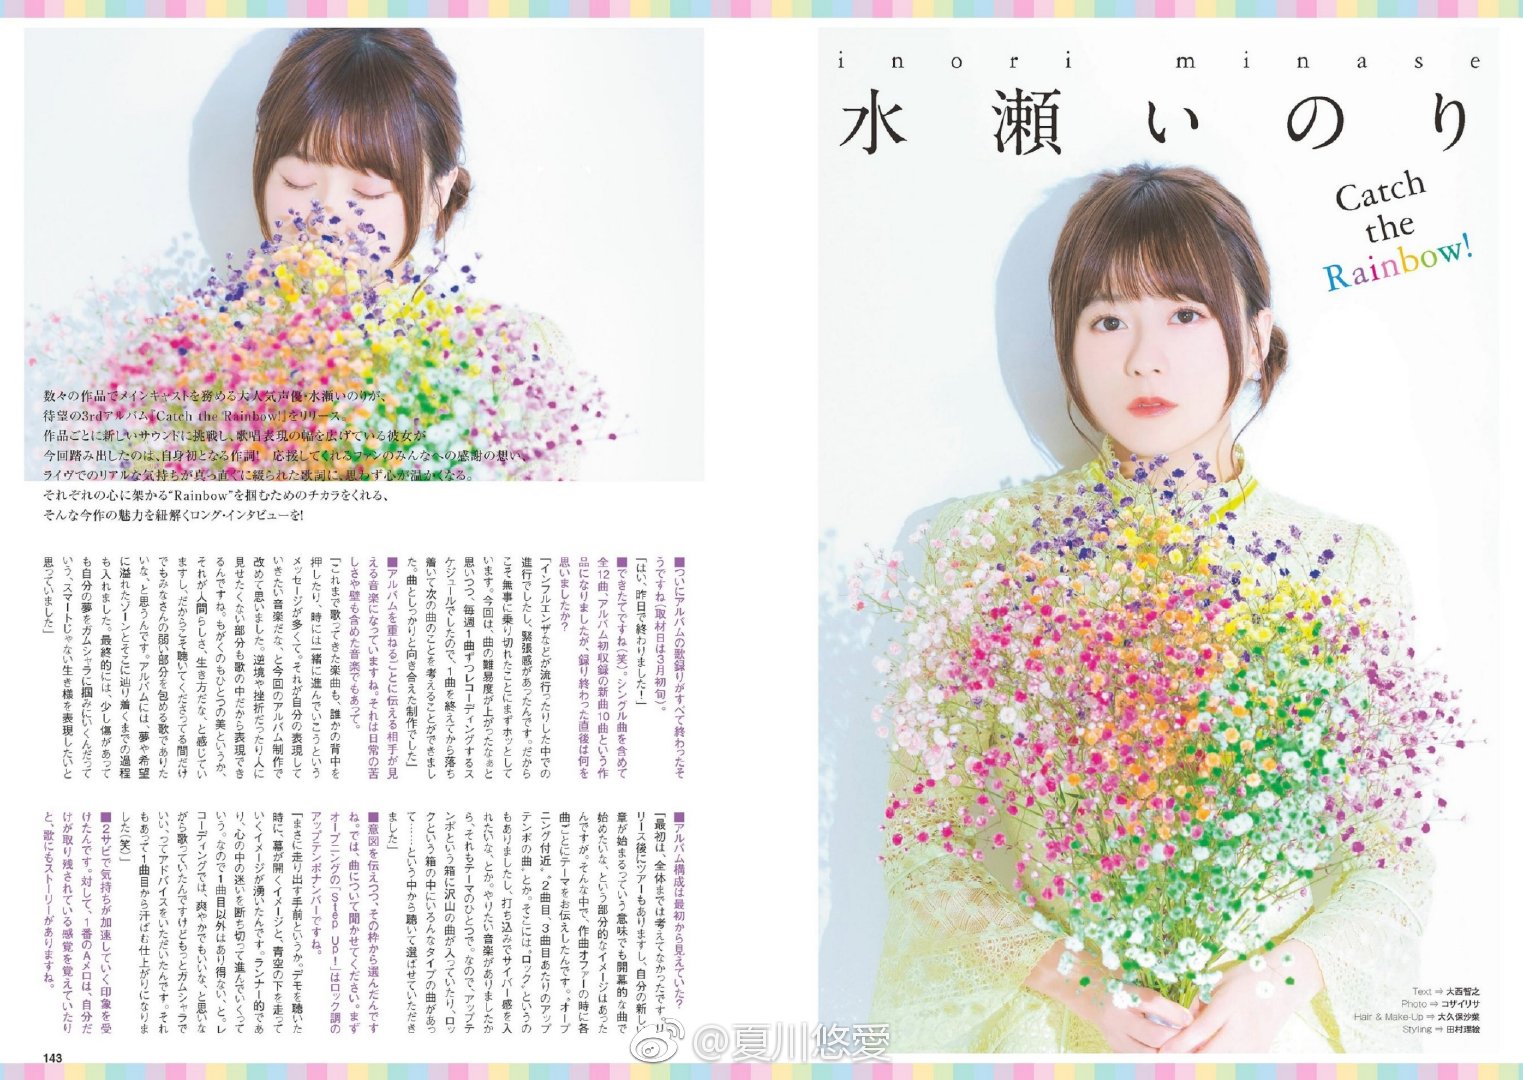 inori minase
水瀬いのり
Catch
the
Rainbow!
Text ⇨ 大西智之
Photo ⇨ コザイリサ
Hair & Make-Up ⇨ 大久保沙菜
Styling ⇨ 田村理絵
数々の作品でメインキャストを務める大人気声優・水瀬いのりが、
待望の3rdアルバム『Catch the Rainbow!』をリリース。
作品ごとに新しいサウンドに挑戦し、歌唱表現の幅を広げている彼女が
今回踏み出したのは、自身初となる作詞!　応援してくれるファンのみんなへの感謝の想い、
ライヴでのリアルな気持ちが真っ直ぐに綴られた歌詞に、思わず心が温かくなる。
それぞれの心に架かる“Rainbow”を掴むためのチカラをくれる、
そんな今作の魅力を紐解くロング・インタビューを!
■ついにアルバムの歌録りがすべて終わったそ
うですね(取材日は3月初旬)。
「はい、昨日で終わりました!」
■できたてですね(笑)。シングル曲を含めて
全12曲、アルバム初収録の新曲10曲という作
品になりましたが、録り終わった直後は何を
思いましたか?
「インフルエンザなどが流行ったりした中での
進行でしたし、緊張感があったんです。だから
こそ無事に乗り切れたことにまずホッとして
います。今回は、曲の難易度が上がったなぁと
思いつつ、毎週1曲ずつレコーディングするス
ケジュールでしたので、1曲を終えてから落ち
着いて次の曲のことを考えることができまし
た。曲としっかりと向き合えた制作でした」
■アルバムを重ねるごとに伝える相手が見
える音楽になっていますね。それは日常の苦
しさや壁も含めた音楽でもあって。
「これまで歌ってきた楽曲も、誰かの背中を
押したり、時には一緒に進んでいこうという
メッセージが多くて。それが自分の表現して
いきたい音楽だな、と今回のアルバム制作で
改めて思いました。逆境や挫折だったり人に
見せたくない部分も歌の中だから表現でき
るんですね。もがくのもひとつの美というか、
それが人間らしさ、生き方だな、と感じてい
ますし、だからこそ聴いてくださってる間だけ
でもみなさんの弱い部分を包める歌でありた
いな、と思うんです。アルバムには、夢や希望
に溢れたゾーンとそこに辿り着くまでの過程
も入れました。最終的には、少し傷があって
も自分の夢をガムシャラに掴みにいくんだって
いう、スマートじゃない生き様を表現したいと
思っていました」
■アルバム構成は最初から見えていた?
「最初は、全体までは考えてなかったです。リ
リース後にツアーもありますし、自分の新しい
章が始まるっていう意味でも開幕的な曲で
始めたいな、という部分的なイメージはあった
んですが。そんな中で、作曲オファーの時に各
曲ごとにテーマをお伝えしたんです。“オープ
ニング付近”“2曲目、3曲目あたりのアップ
テンポの曲”とか。そこには“ロック”というの
もありましたし、打ち込みでサイバー感を入
れたいな、とか。やりたい音楽がありましたか
ら、それもテーマのひとつで。なので、アップテ
ンポという箱に沢山の曲が入っていたり、ロッ
クという箱の中にいろんなタイプの曲があっ
て……という中から聴いて選ばせていただき
ました」
■意図を伝えつつ、その枠から選んだんです
ね。では、曲について聞かせてください。まず
オープニングの「Step Up!」はロック調の
アップテンポナンバーですね。
「まさに走り出す手前というか。デモを聴いた
時に、幕が開くイメージと、青空の下を走って
いくイメージが湧いたんです。ランナー的であ
り、心の中の迷いを断ち切って進んでいくって
いう。なので1曲目以外はあり得ない、と。レ
コーディングでは、爽やかでもいいな、と思いな
がら歌っていたんですけどもっとガムシャラで
いい、ってアドバイスをいただいたんです。それ
もあって1曲目から汗ばむ仕上がりになりま
した(笑)」
■2サビで気持ちが加速していく印象を受
けたんです。対して、1番のAメロは、自分だ
けが取り残されている感覚を覚えていたり
と、歌にもストーリーがありますね。
143
@夏川悠愛